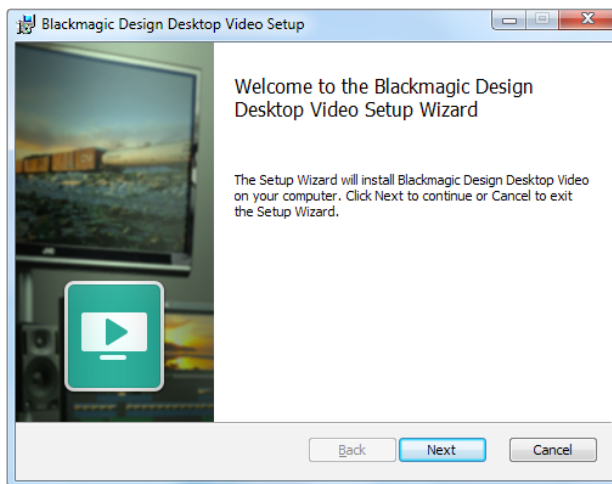 Blackmagic Design Desktop Video Setup
Welcome to the Blackmagic Design
Desktop Video Setup Wizard
The Setup Wizard will install Blackmagic Design Desktop Video
on your computer. Click Next to continue or Cancel to exit
the Setup Wizard.
JVC
Back Next Cancel